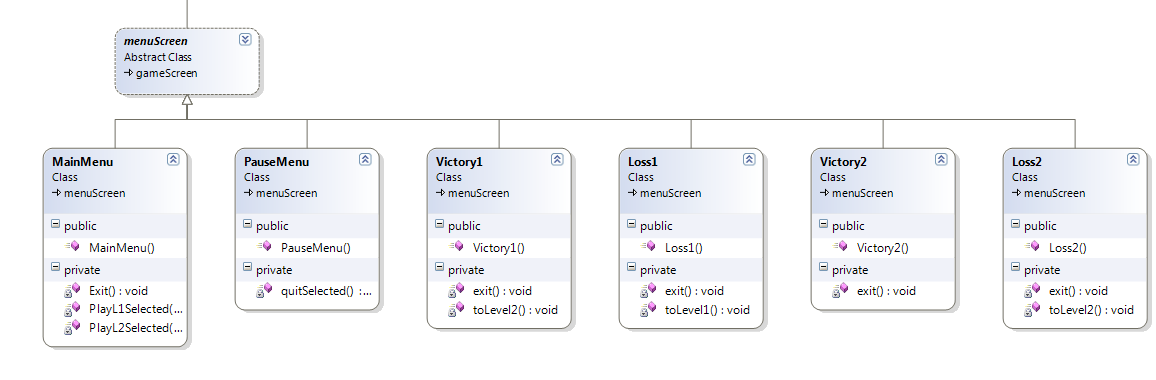 menuScreen
Abstract Class
gameScreen
MainMenu
Class
menuScreen
public
MainMenu()
private
Exit() : void
PlayL1Selected(...
PlayL2Selected(...
PauseMenu
Class
menuScreen
public
PauseMenu()
private
quitSelected() :...
Victory1
Class
menuScreen
public
Victory1()
private
exit() : void
toLevel2() : void
Loss1
Class
menuScreen
public
Loss1()
private
exit() : void
toLevel1() : void
Victory2
Class
menuScreen
public
Victory2()
private
exit() : void
Loss2
Class
menuScreen
public
Loss2()
private
exit() : void
toLevel2() : void